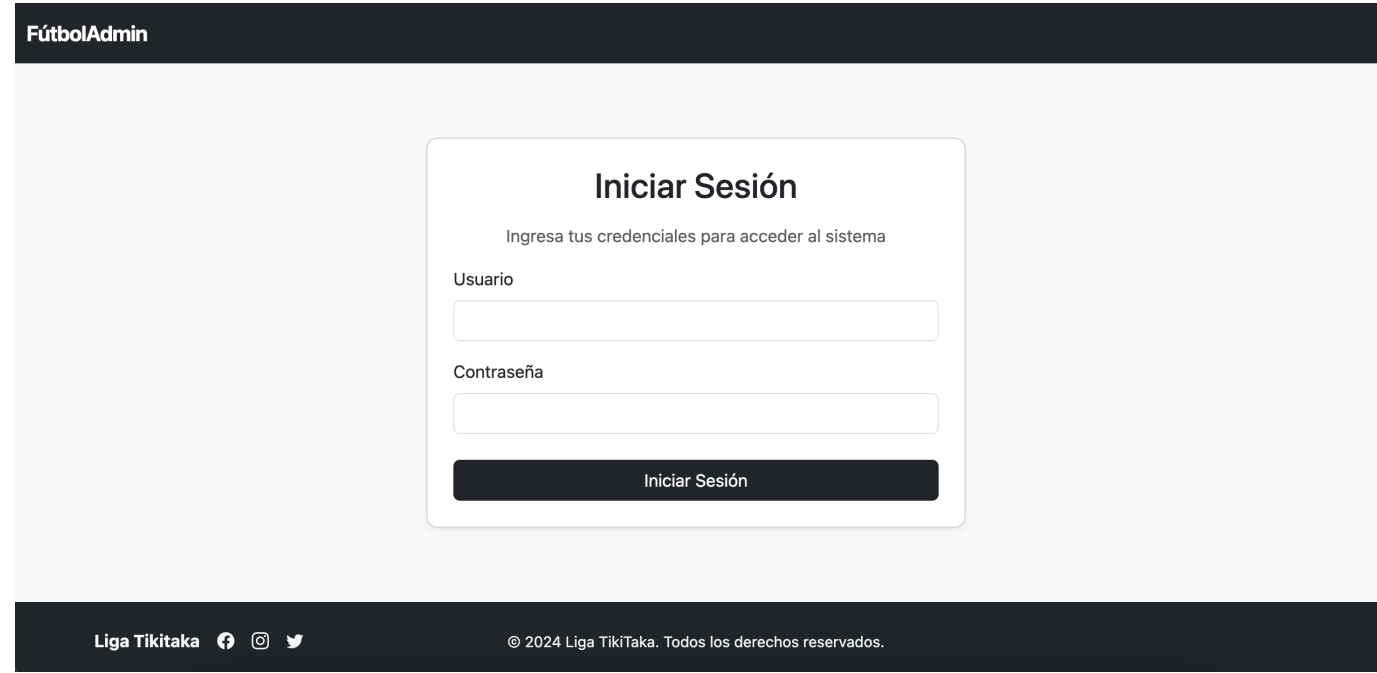 FútbolAdmin
Iniciar Sesión
Ingresa tus credenciales para acceder al sistema
Usuario
Contraseña
Iniciar Sesión
Liga Tikitaka © 2024 Liga TikiTaka. Todos los derechos reservados.